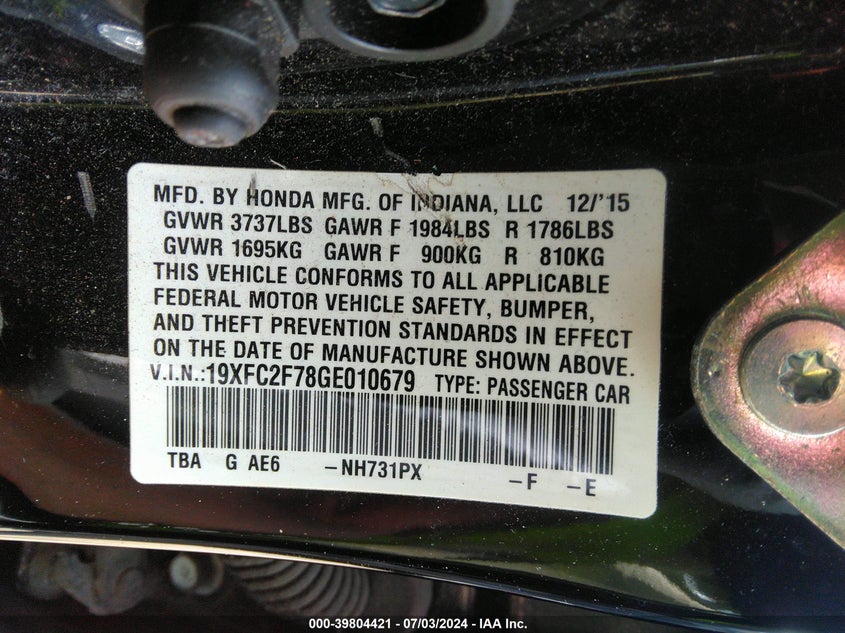 MFD. BY HONDA MFG. OF INDIANA, LLC 12/'15
GVWR 3737LBS GAWR F 1984LBS R 1786LBS
GVWR 1695KG GAWR F 900KG R 810KG
THIS VEHICLE CONFORMS TO ALL APPLICABLE
FEDERAL MOTOR VEHICLE SAFETY, BUMPER,
AND THEFT PREVENTION STANDARDS IN EFFECT
ON THE DATE OF MANUFACTURE SHOWN ABOVE.
V.I.N.:19XFC2F78GE010679 TYPE: PASSENGER CAR
TBA G AE6 -NH731PX -F -E
000-39804421 / 07/03/2024 - IAA Inc.